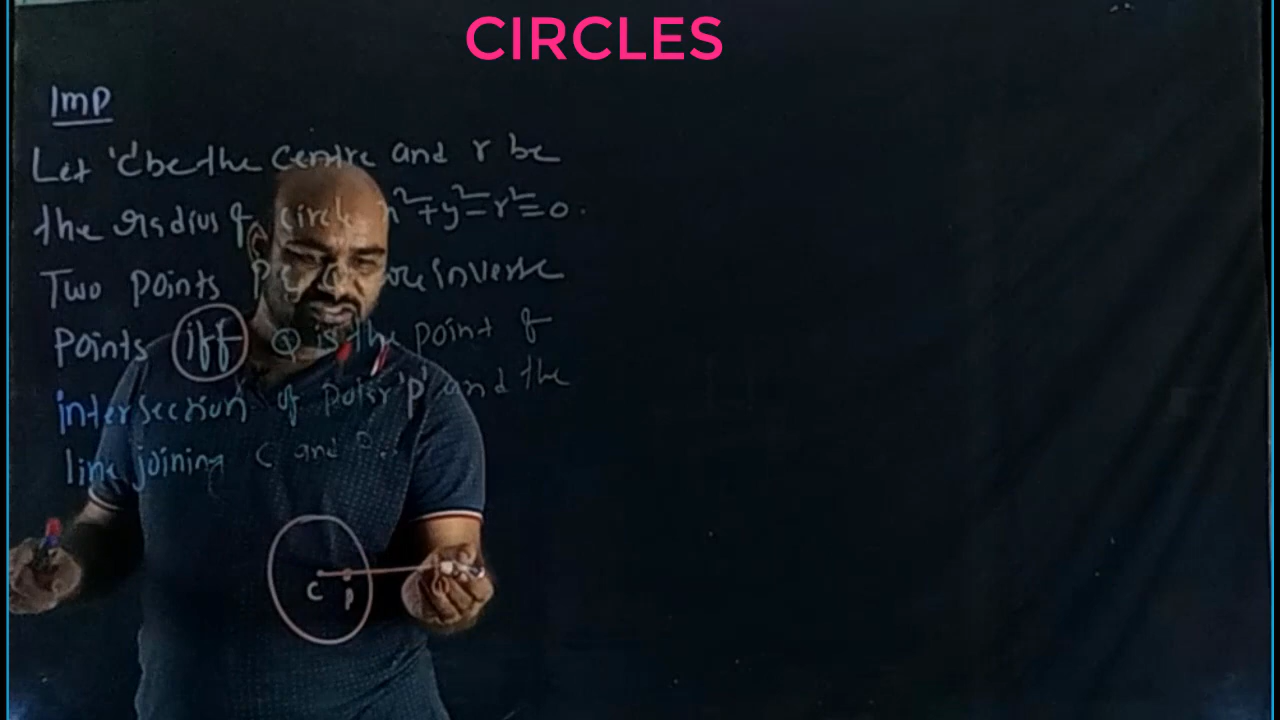 CIRCLES
Imp
Let 'c' be the centre and r be
the radius of circle x²+y²-r²=0.
Two points P & are inverse
points iff Q is the point of
intersection of polar 'p' and the
line joining C and P.
C P Q